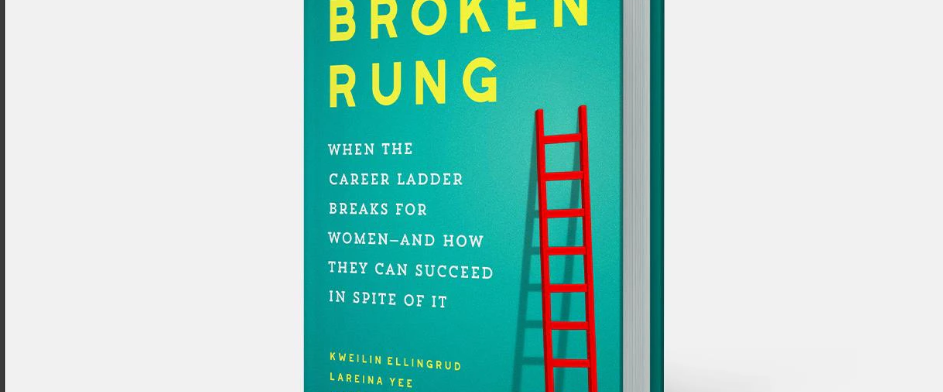 BROKEN
RUNG
WHEN THE
CAREER LADDER
BREAKS FOR
WOMEN—AND HOW
THEY CAN SUCCEED
IN SPITE OF IT
KWEILIN ELLINGRUD
LAREINA YEE